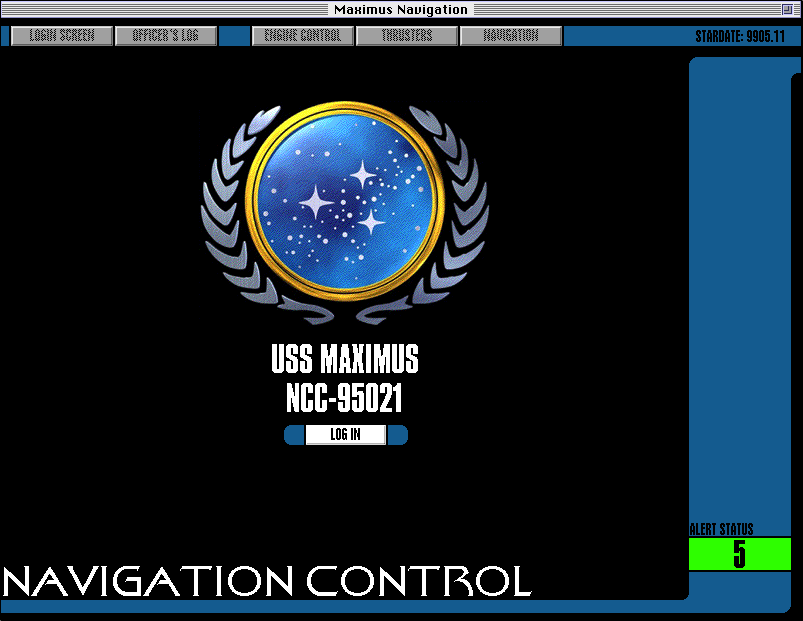 Maximus Navigation
LOGIN SCREEN
OFFICER'S LOG
ENGINE CONTROL
THRUSTERS
NAVIGATION
STARDATE: 9905.11
USS MAXIMUS
NCC-95021
LOG IN
ALERT STATUS
5
NAVIGATION CONTROL